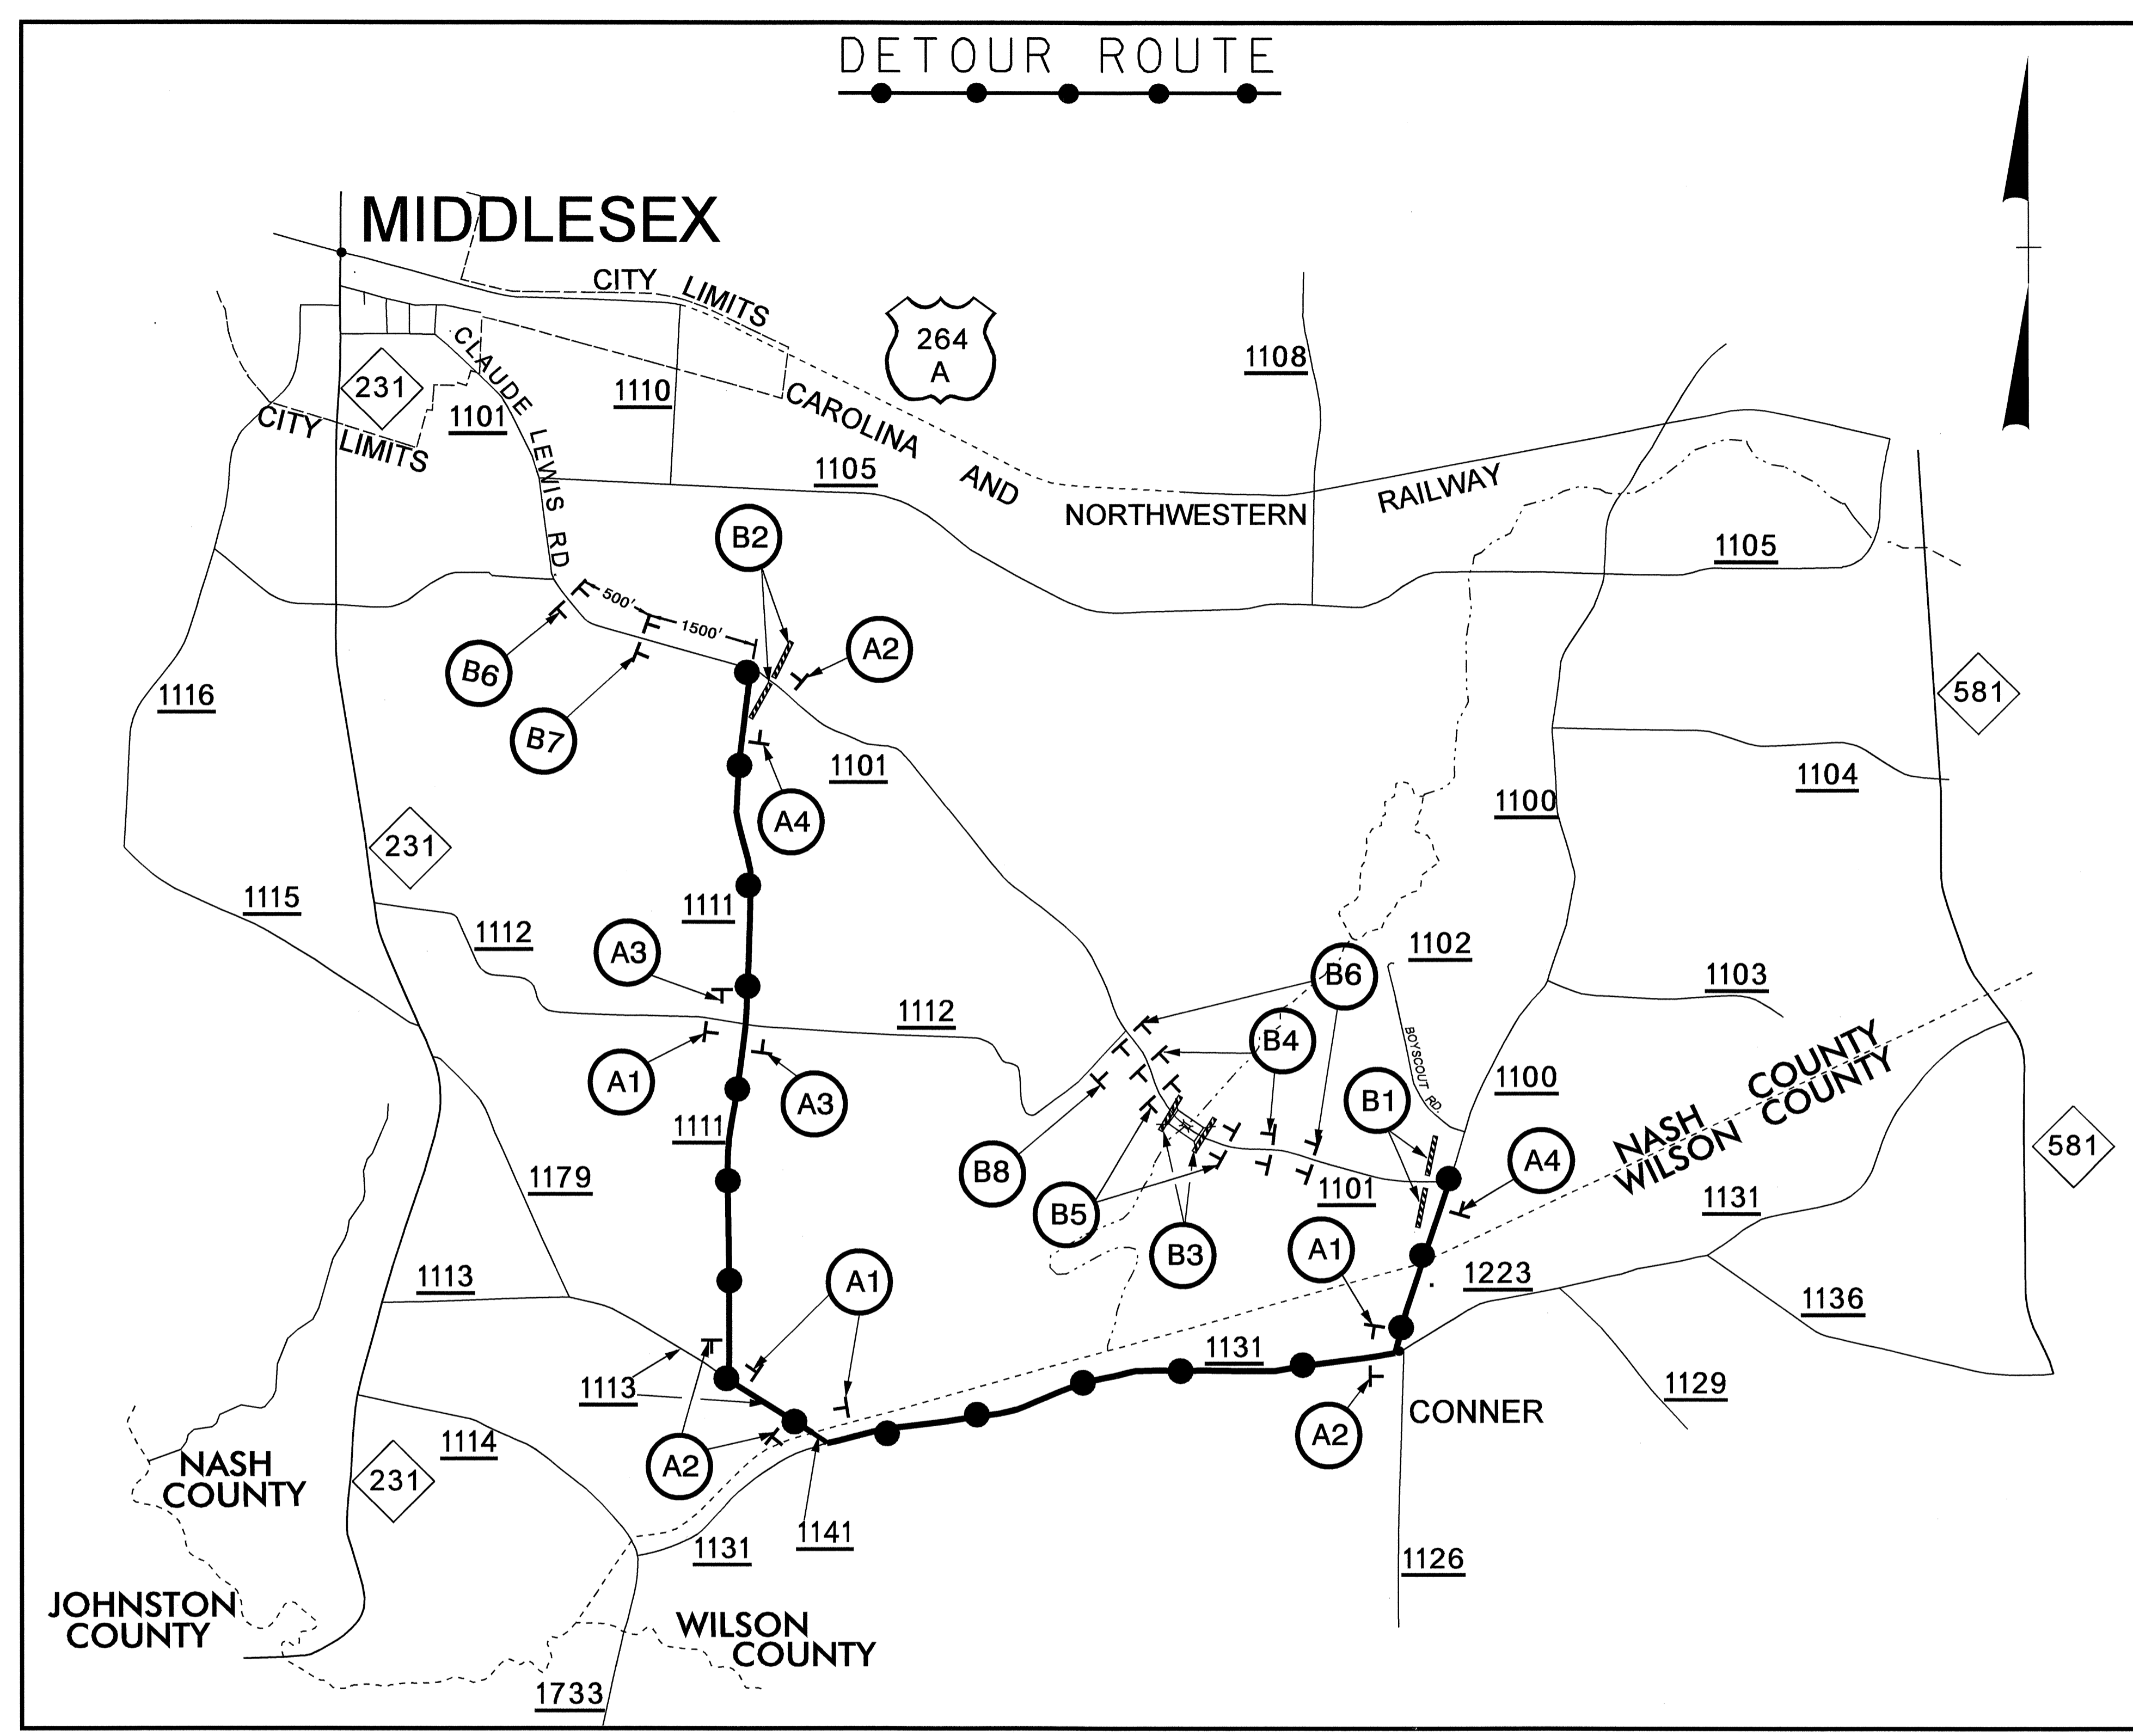 DETOUR ROUTE
MIDDLESEX
CITY LIMITS
264
A
1108
CLAUDE LEWIS RD.
231
1110
CITY LIMITS
1101
CAROLINA AND NORTHWESTERN RAILWAY
1105
B2
1105
500'
1500'
A2
B6
1116
581
B7
1101
1104
A4
1100
231
1115
1111
1112
A3
1102
B6
1103
1112
B4
BOYSCOUT RD.
A1
A3
B1
1100
NASH COUNTY
WILSON COUNTY
1111
581
B8
A4
1179
1101
1131
B5
B3
A1
1113
A1
1223
1136
1131
1113
1129
CONNER
A2
1114
A2
NASH
COUNTY
231
1141
1131
1126
JOHNSTON
COUNTY
WILSON
COUNTY
1733